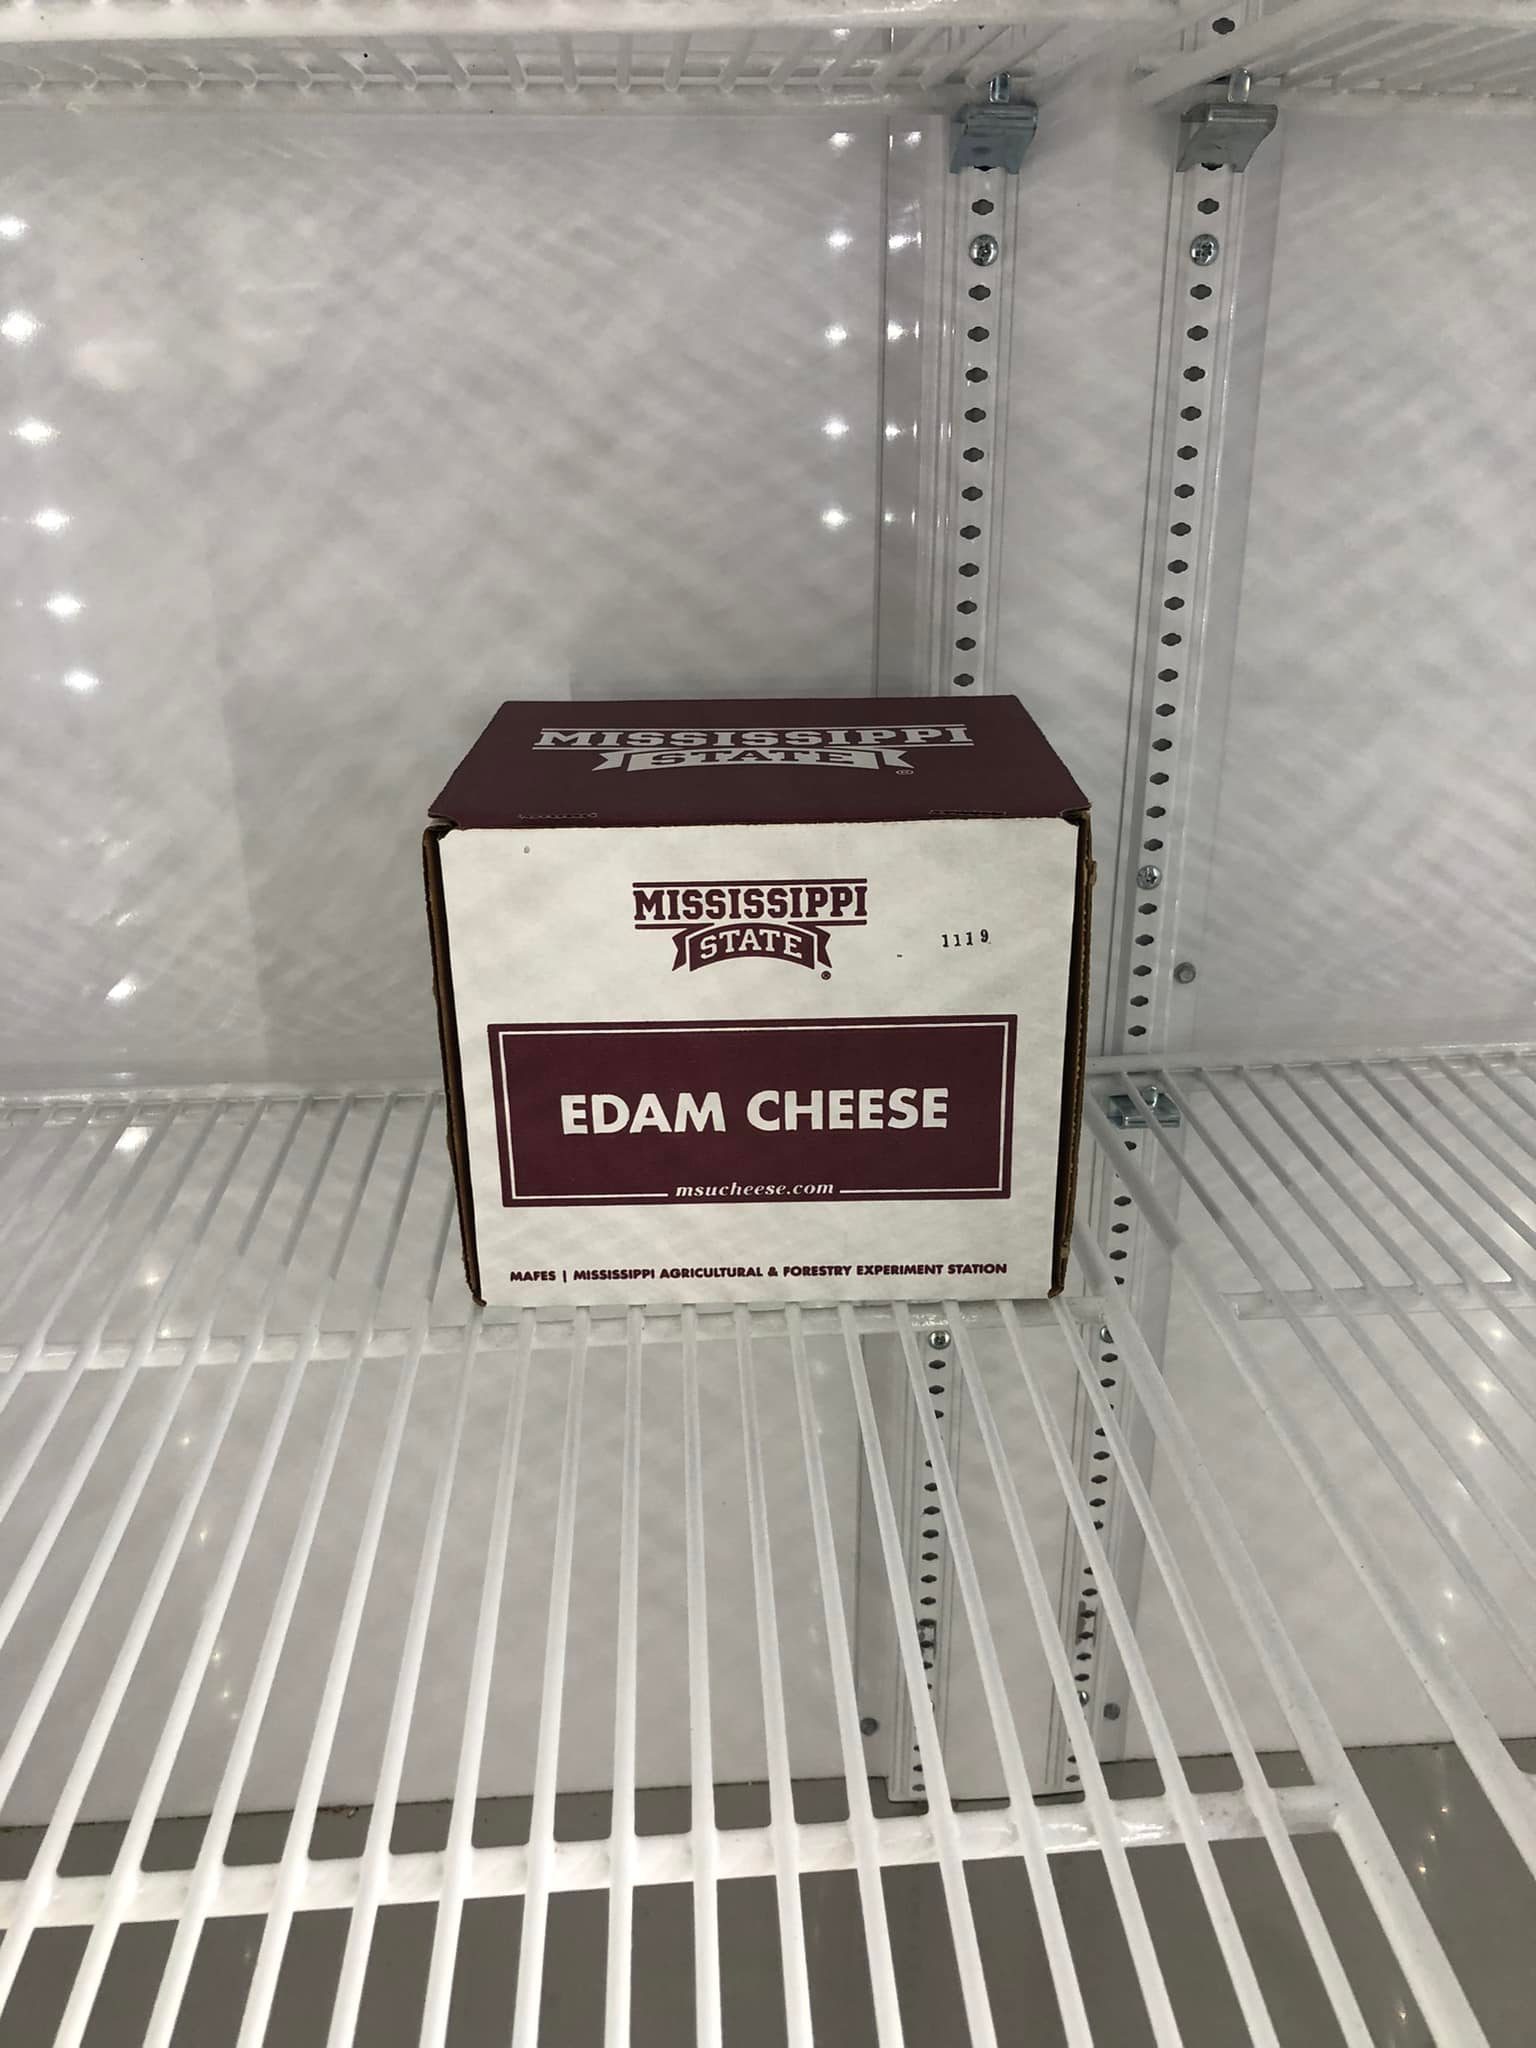 MISSISSIPPI
STATE
®
MISSISSIPPI
STATE
®
1119
EDAM CHEESE
msucheese.com
MAFES | MISSISSIPPI AGRICULTURAL & FORESTRY EXPERIMENT STATION